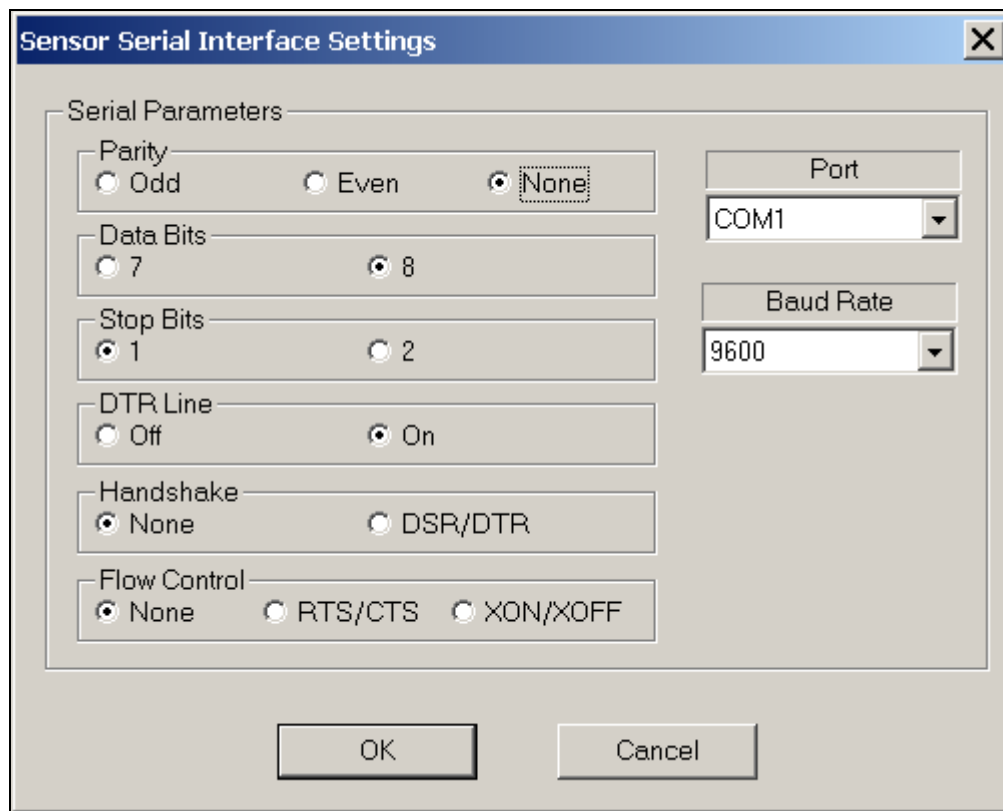 Sensor Serial Interface Settings
Serial Parameters
Parity
Odd Even None
Data Bits
7 8
Stop Bits
1 2
DTR Line
Off On
Handshake
None DSR/DTR
Flow Control
None RTS/CTS XON/XOFF
Port
COM1
Baud Rate
9600
OK Cancel